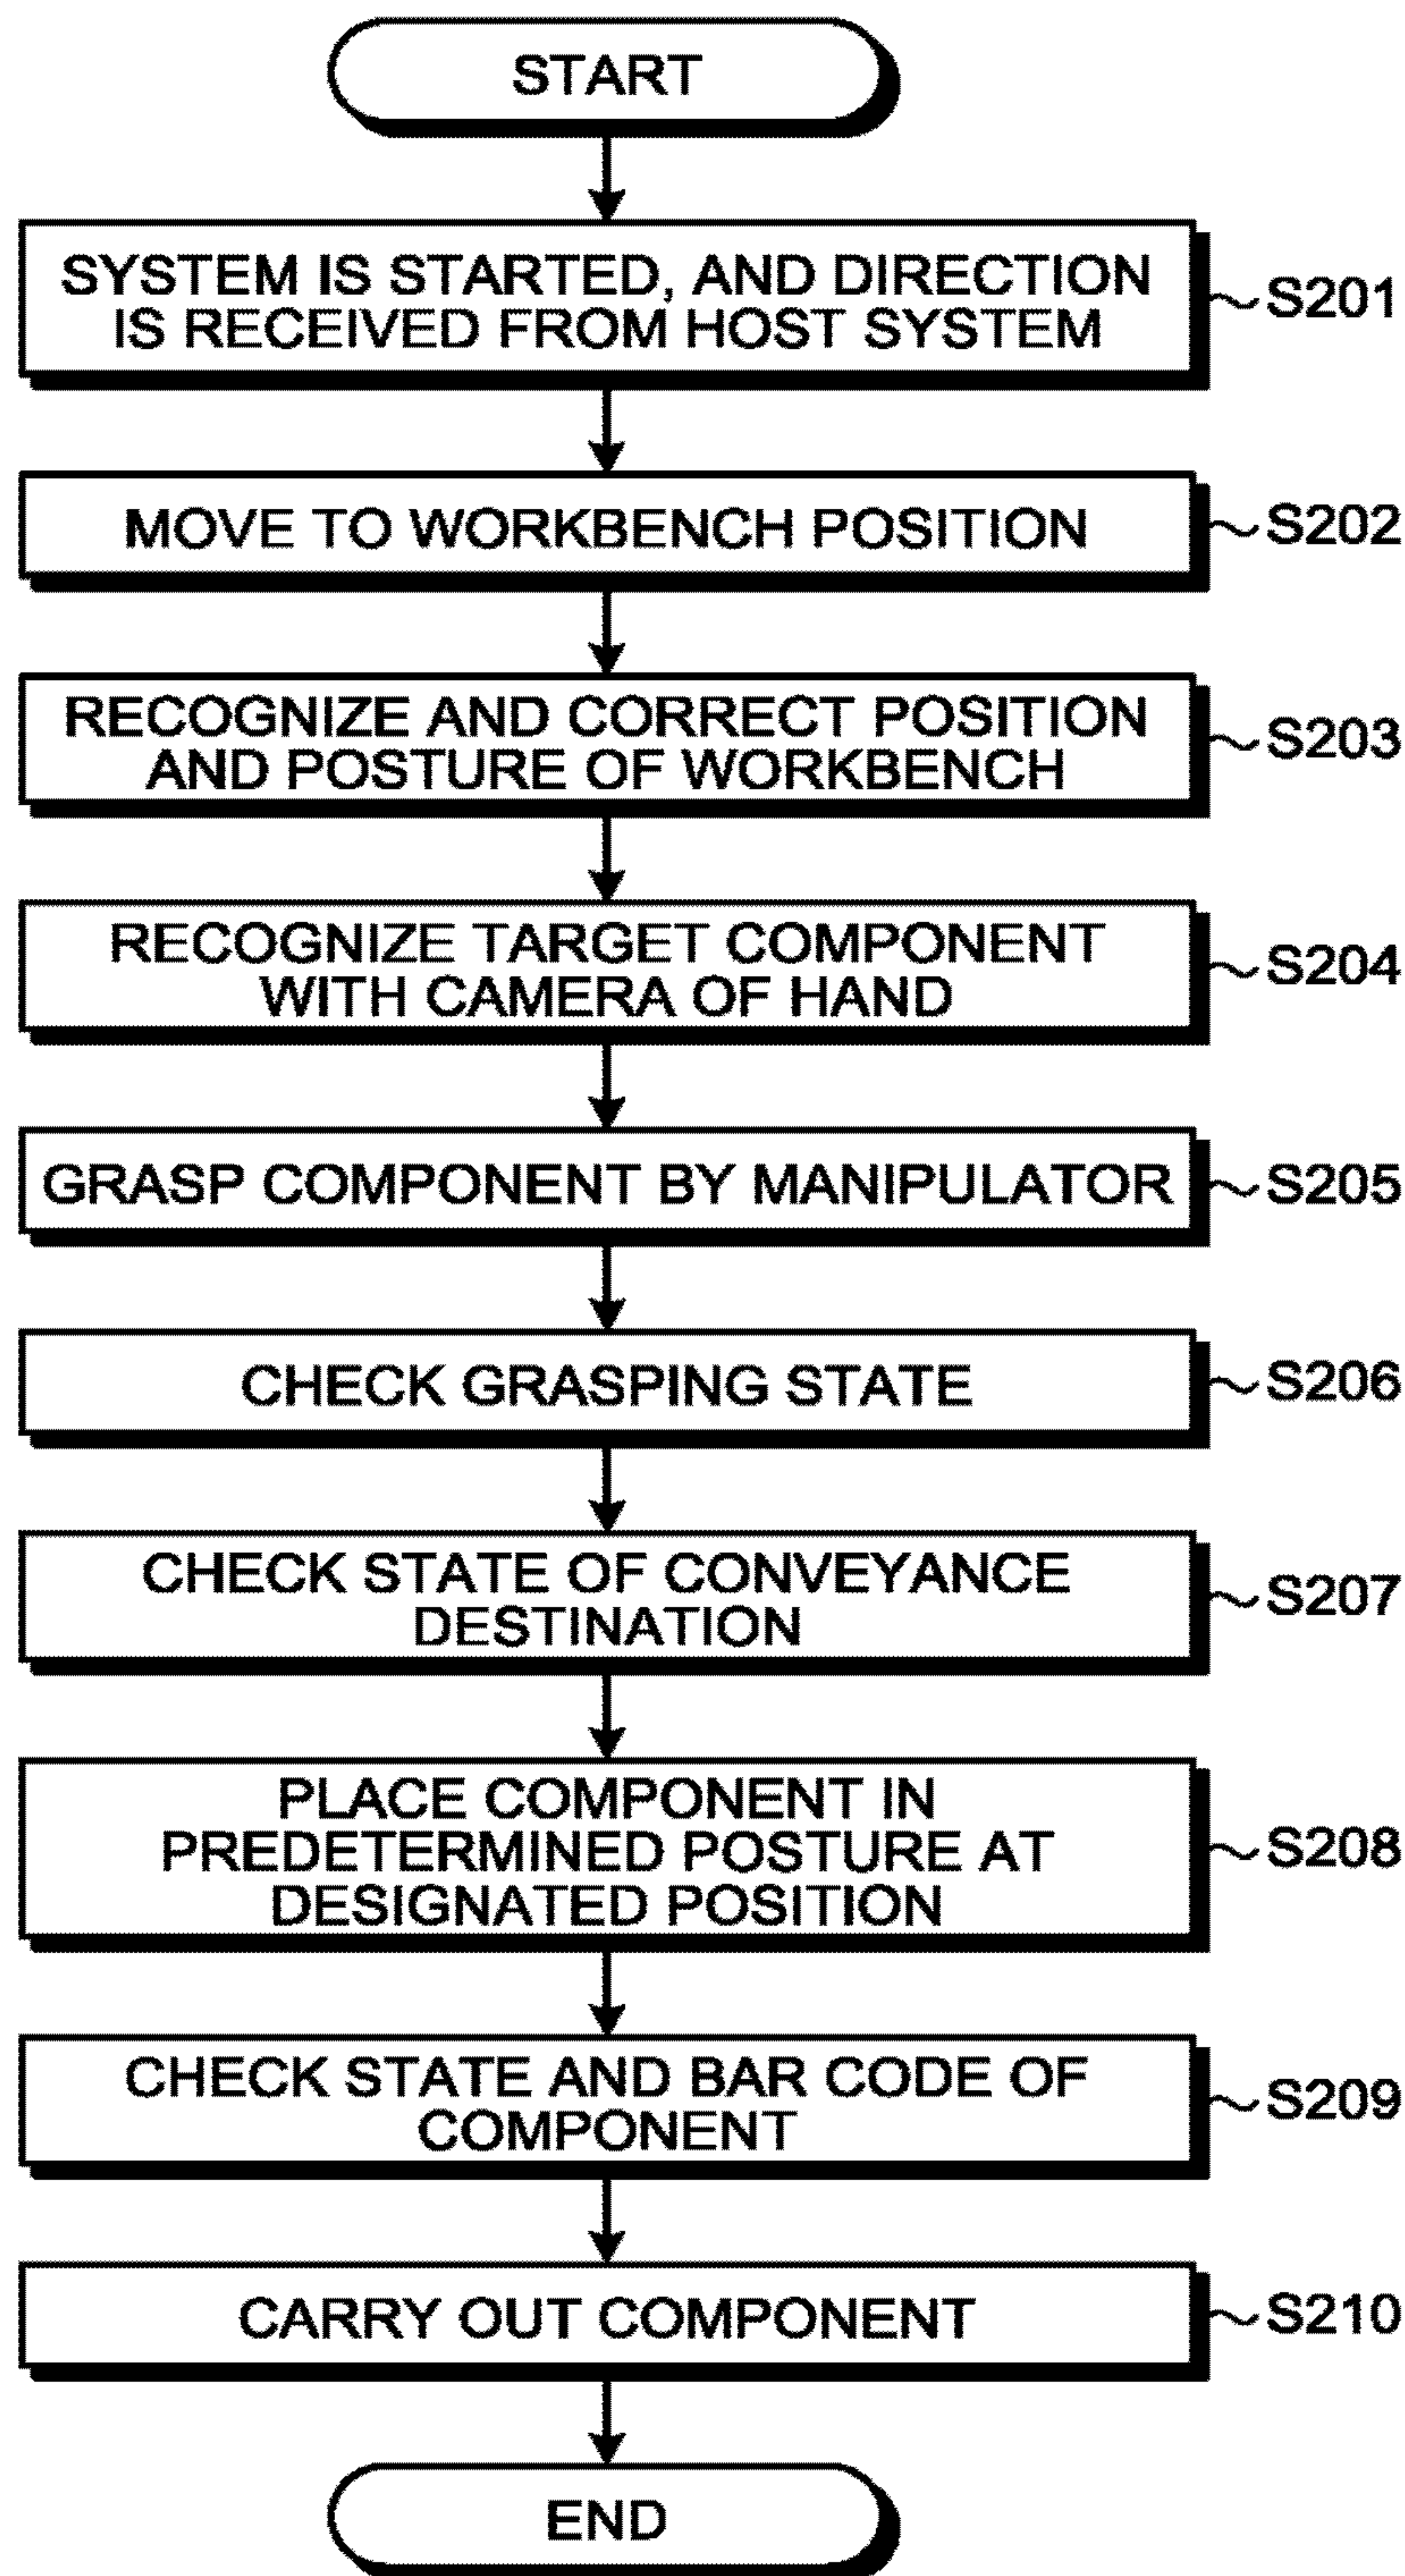 START
SYSTEM IS STARTED, AND DIRECTION
IS RECEIVED FROM HOST SYSTEM
S201
MOVE TO WORKBENCH POSITION
S202
RECOGNIZE AND CORRECT POSITION
AND POSTURE OF WORKBENCH
S203
RECOGNIZE TARGET COMPONENT
WITH CAMERA OF HAND
S204
GRASP COMPONENT BY MANIPULATOR
S205
CHECK GRASPING STATE
S206
CHECK STATE OF CONVEYANCE
DESTINATION
S207
PLACE COMPONENT IN
PREDETERMINED POSTURE AT
DESIGNATED POSITION
S208
CHECK STATE AND BAR CODE OF
COMPONENT
S209
CARRY OUT COMPONENT
S210
END